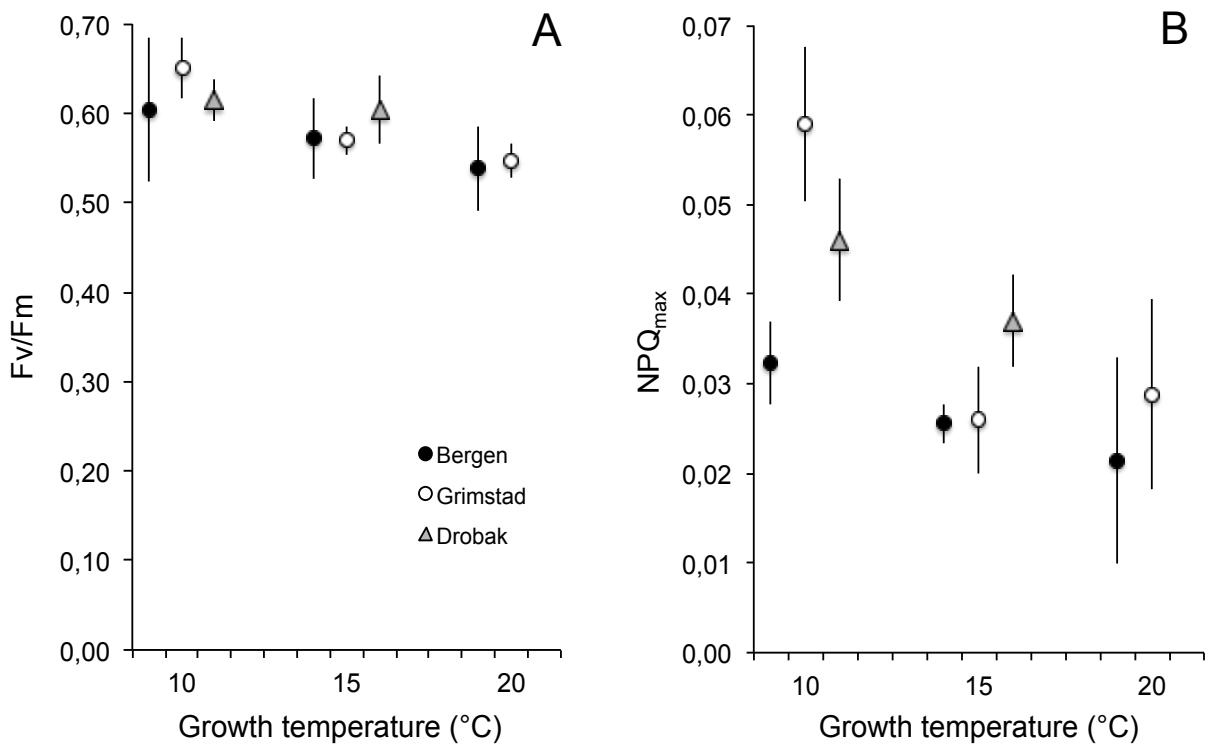 A
0,70
0,60
0,50
0,40
0,30
0,20
0,10
0,00
Fv/Fm
Bergen
Grimstad
Drobak
10 15 20
Growth temperature (°C)
B
0,07
0,06
0,05
0,04
0,03
0,02
0,01
0,00
NPQmax
10 15 20
Growth temperature (°C)